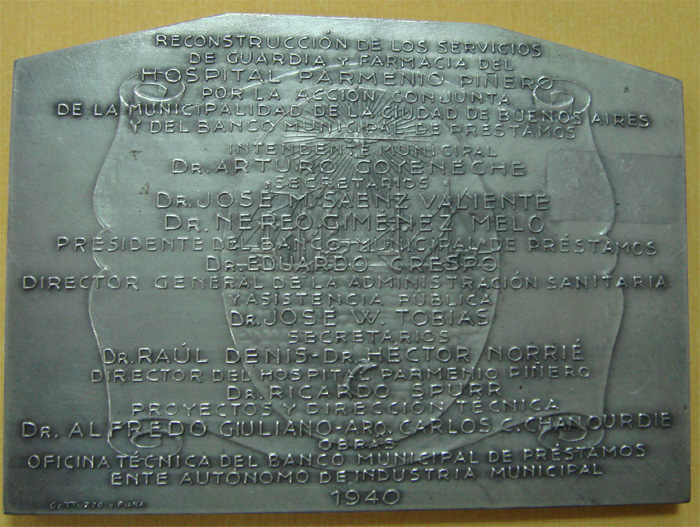 RECONSTRUCCIÓN DE LOS SERVICIOS
DE GUARDIA Y FARMACIA DEL
HOSPITAL PARMENIO PIÑERO
POR LA ACCIÓN CONJUNTA
DE LA MUNICIPALIDAD DE LA CIUDAD DE BUENOS AIRES
Y DEL BANCO MUNICIPAL DE PRÉSTAMOS
INTENDENTE MUNICIPAL
DR. ARTURO GOYENECHE
SECRETARIOS
DR. JOSÉ M. SAENZ VALIENTE
DR. NEREO GIMÉNEZ MELO
PRESIDENTE DEL BANCO MUNICIPAL DE PRÉSTAMOS
DR. EDUARDO CRESPO
DIRECTOR GENERAL DE LA ADMINISTRACIÓN SANITARIA
Y ASISTENCIA PÚBLICA
DR. JOSÉ W. TOBIAS
SECRETARIOS
DR. RAÚL DENIS - DR. HECTOR NORRIÉ
DIRECTOR DEL HOSPITAL PARMENIO PIÑERO
DR. RICARDO SPURR
PROYECTOS Y DIRECCIÓN TÉCNICA
DR. ALFREDO GIULIANO - ARQ. CARLOS C. CHANOURDIE
OBRAS
OFICINA TÉCNICA DEL BANCO MUNICIPAL DE PRÉSTAMOS
ENTE AUTÓNOMO DE INDUSTRIA MUNICIPAL
1940